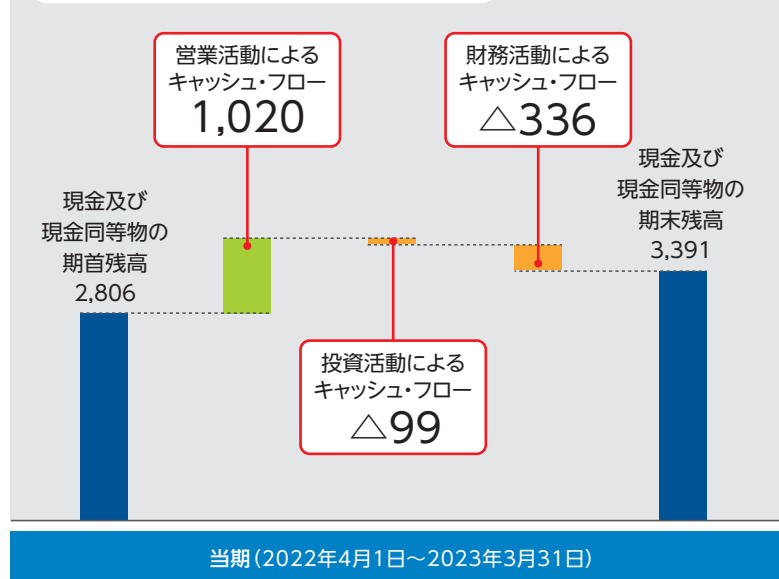 営業活動による
キャッシュ・フロー
1,020
財務活動による
キャッシュ・フロー
△336
現金及び
現金同等物の
期首残高
2,806
現金及び
現金同等物の
期末残高
3,391
投資活動による
キャッシュ・フロー
△99
当期(2022年4月1日～2023年3月31日)